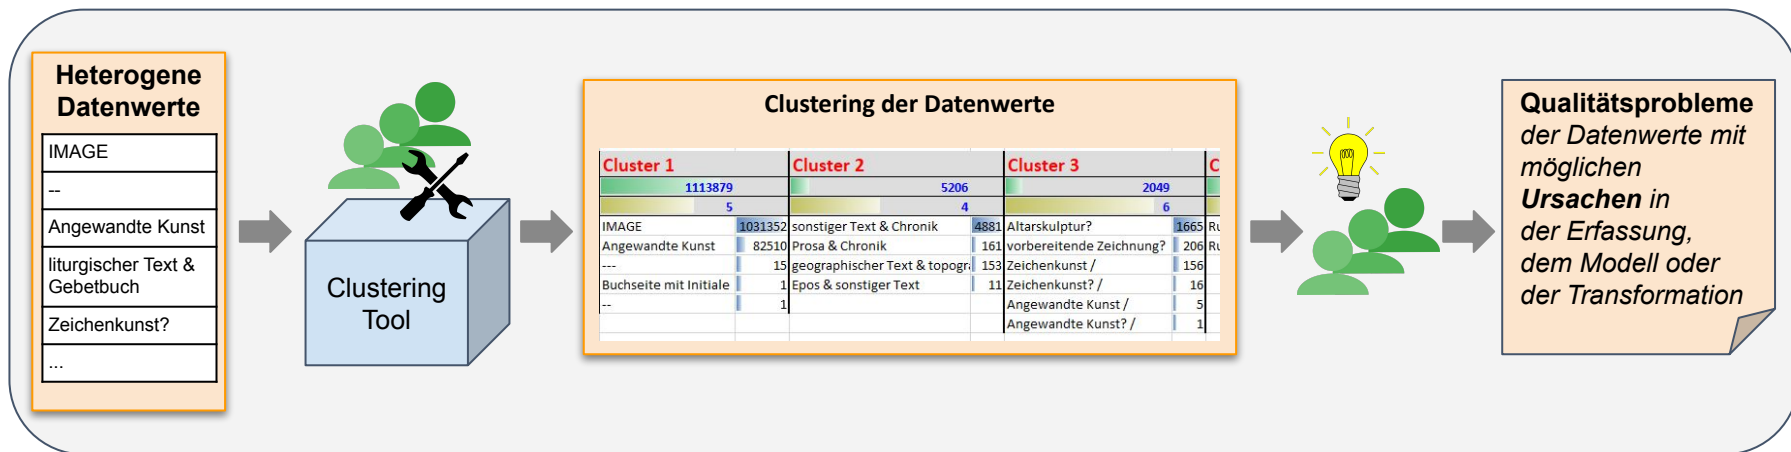 Heterogene
Datenwerte
IMAGE
--
Angewandte Kunst
liturgischer Text &
Gebetbuch
Zeichenkunst?
...
Clustering
Tool
Clustering der Datenwerte
Cluster 1 Cluster 2 Cluster 3 C
1113879 5206 2049
5 4 6
IMAGE 1031352 sonstiger Text & Chronik 4881 Altarskulptur? 1665 Ru
Angewandte Kunst 82510 Prosa & Chronik 161 vorbereitende Zeichnung? 206 Ru
--- 15 geographischer Text & topogra 153 Zeichenkunst / 156
Buchseite mit Initiale 1 Epos & sonstiger Text 11 Zeichenkunst? / 16
-- 1 Angewandte Kunst / 5
Angewandte Kunst? / 1
Qualitätsprobleme
der Datenwerte mit
möglichen
Ursachen in
der Erfassung,
dem Modell oder
der Transformation